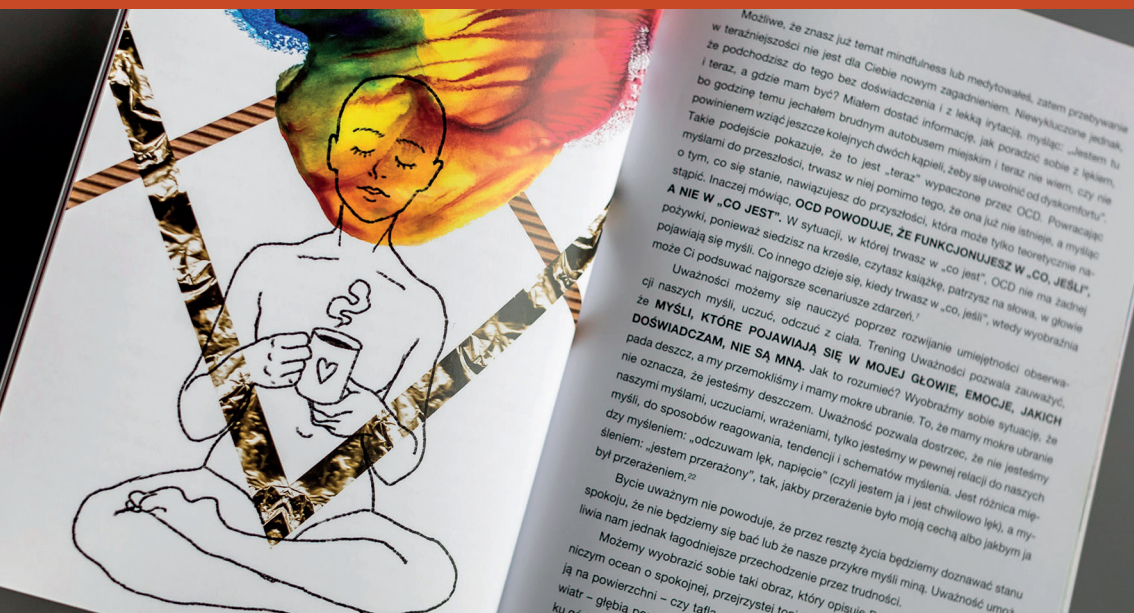 Możliwe, że znasz już temat mindfulness lub medytowałeś, zatem przebywanie
w teraźniejszości nie jest dla Ciebie nowym zagadnieniem. Niewykluczone jednak,
że podchodzisz do tego bez doświadczenia i z lekką irytacją, myśląc: „Jestem tu
i teraz, a gdzie mam być? Miałem dostać informację, jak poradzić sobie z lękiem,
bo godzinę temu jechałem brudnym autobusem miejskim i teraz nie wiem, czy nie
powinienem wziąć jeszcze kolejnych dwóch kąpieli, żeby się uwolnić od dyskomfortu”.
Takie podejście pokazuje, że to jest „teraz” wypaczone przez OCD. Powracając
myślami do przeszłości, trwasz w niej pomimo tego, że ona już nie istnieje, a myśląc
o tym, co się stanie, nawiązujesz do przyszłości, która może tylko teoretycznie na-
stąpić. Inaczej mówiąc, OCD POWODUJE, ŻE FUNKCJONUJESZ W „CO, JEŚLI”,
A NIE W „CO JEST”. W sytuacji, w której trwasz w „co jest”, OCD nie ma żadnej
pożywki, ponieważ siedzisz na krześle, czytasz książkę, patrzysz na słowa, w głowie
pojawiają się myśli. Co innego dzieje się, kiedy trwasz w „co, jeśli”, wtedy wyobraźnia
może Ci podsuwać najgorsze scenariusze zdarzeń.⁷
Uważności możemy się nauczyć poprzez rozwijanie umiejętności obserwa-
cji naszych myśli, uczuć, odczuć z ciała. Trening Uważności pozwala zauważyć,
że MYŚLI, KTÓRE POJAWIAJĄ SIĘ W MOJEJ GŁOWIE, EMOCJE, JAKICH
DOŚWIADCZAM, NIE SĄ MNĄ. Jak to rozumieć? Wyobraźmy sobie sytuację, że
pada deszcz, a my przemokliśmy i mamy mokre ubranie. To, że mamy mokre ubranie
nie oznacza, że jesteśmy deszczem. Uważność pozwala dostrzec, że nie jesteśmy
naszymi myślami, uczuciami, wrażeniami, tylko jesteśmy w pewnej relacji do naszych
myśli, do sposobów reagowania, tendencji i schematów myślenia. Jest różnica mię-
dzy myśleniem: „odczuwam lęk, napięcie” (czyli jestem ja i jest chwilowo lęk), a my-
śleniem: „jestem przerażony”, tak, jakby przerażenie było moją cechą albo jakbym ja
był przerażeniem.²²
Bycie uważnym nie powoduje, że przez resztę życia będziemy doznawać stanu
spokoju, że nie będziemy się bać lub że nasze przykre myśli miną. Uważność umoż-
liwia nam jednak łagodniejsze przechodzenie przez trudności.
Możemy wyobrazić sobie taki obraz, który opisuje
niczym ocean o spokojnej, przejrzystej
ją na powierzchni – czy
wiatr – głębia